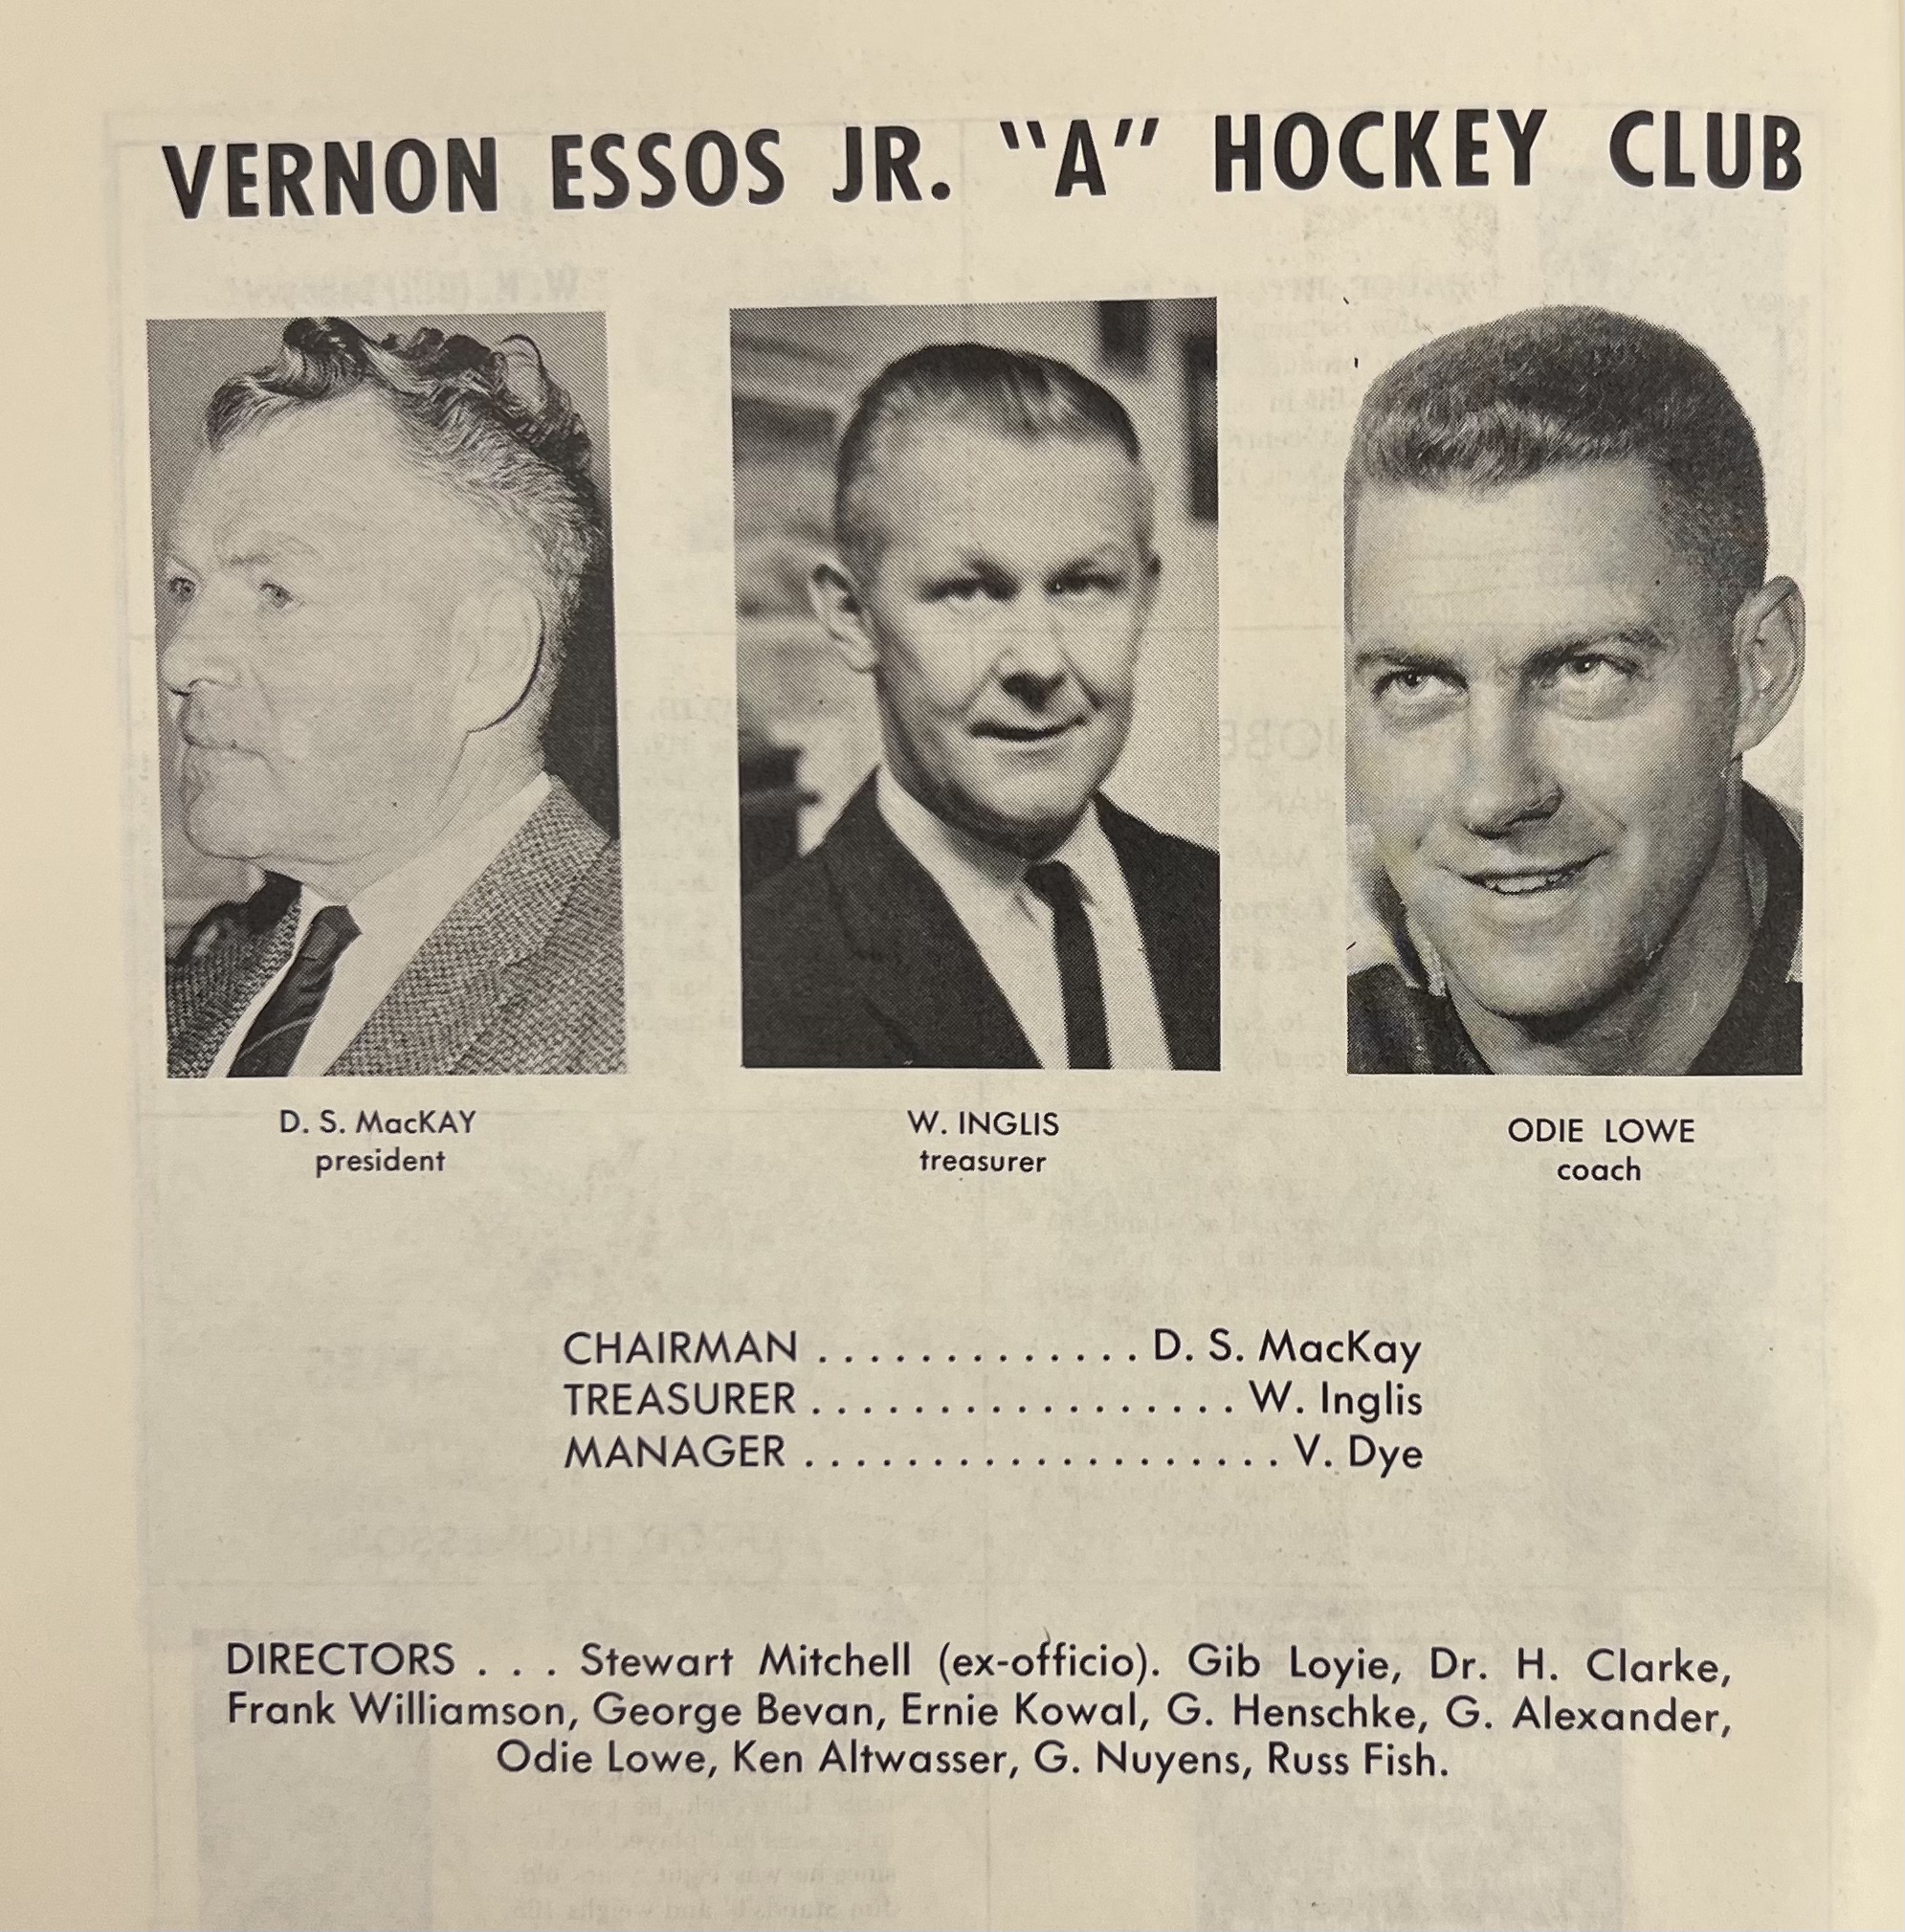 VERNON ESSOS JR. "A" HOCKEY CLUB
D. S. MacKAY
president
W. INGLIS
treasurer
ODIE LOWE
coach
CHAIRMAN . . . . . . . . . . . . . D. S. MacKay
TREASURER . . . . . . . . . . . . . . . . . W. Inglis
MANAGER . . . . . . . . . . . . . . . . . . . V. Dye
DIRECTORS . . . Stewart Mitchell (ex-officio). Gib Loyie, Dr. H. Clarke,
Frank Williamson, George Bevan, Ernie Kowal, G. Henschke, G. Alexander,
Odie Lowe, Ken Altwasser, G. Nuyens, Russ Fish.